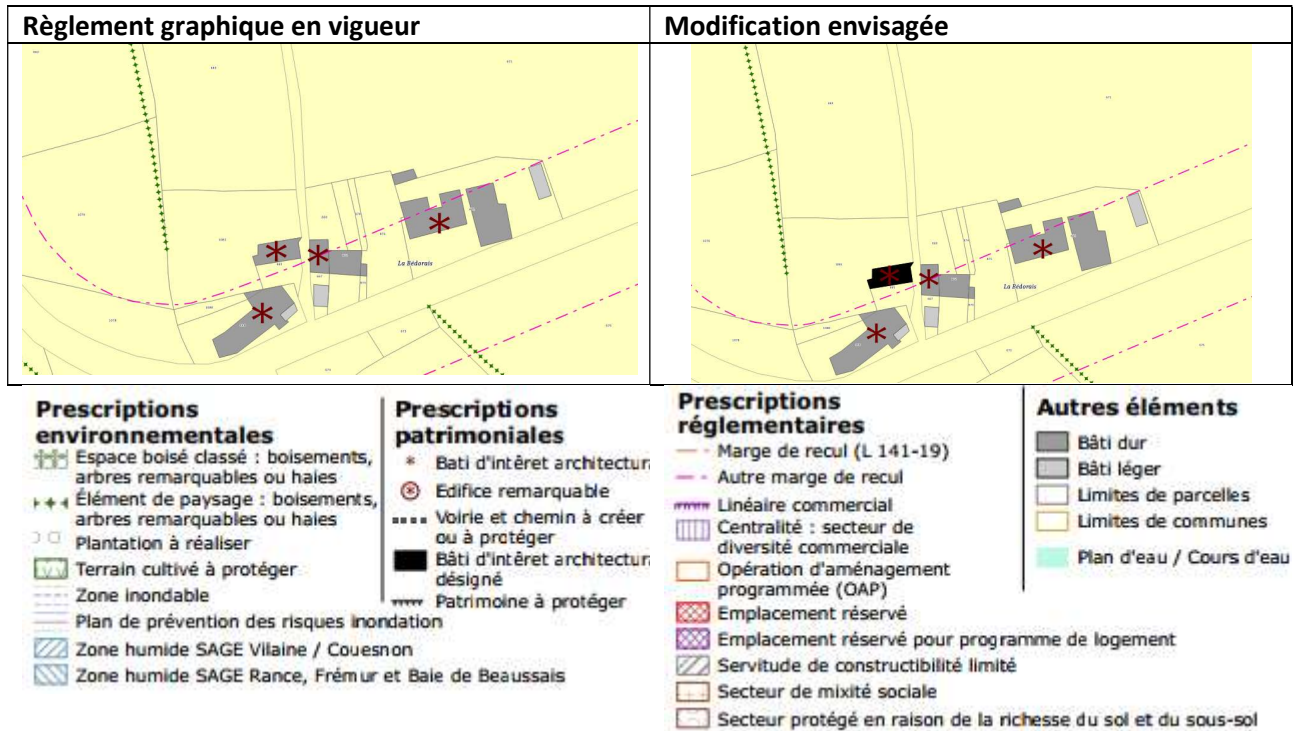 Règlement graphique en vigueur
Modification envisagée
La Bédorais
La Bédorais
Prescriptions
environnementales
Espace boisé classé : boisements,
arbres remarquables ou haies
Élément de paysage : boisements,
arbres remarquables ou haies
Plantation à réaliser
Terrain cultivé à protéger
Zone inondable
Plan de prévention des risques inondation
Zone humide SAGE Vilaine / Couesnon
Zone humide SAGE Rance, Frémur et Baie de Beaussais
Prescriptions
patrimoniales
Bati d'intêret architectura
Edifice remarquable
Voirie et chemin à créer
ou à protéger
Bâti d'intêret architectura
désigné
Patrimoine à protéger
Prescriptions
réglementaires
Marge de recul (L 141-19)
Autre marge de recul
Linéaire commercial
Centralité : secteur de
diversité commerciale
Opération d'aménagement
programmée (OAP)
Emplacement réservé
Emplacement réservé pour programme de logement
Servitude de constructibilité limité
Secteur de mixité sociale
Secteur protégé en raison de la richesse du sol et du sous-sol
Autres éléments
Bâti dur
Bâti léger
Limites de parcelles
Limites de communes
Plan d'eau / Cours d'eau